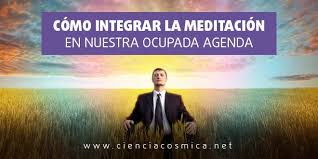 CÓMO INTEGRAR LA MEDITACIÓN
EN NUESTRA OCUPADA AGENDA
www.cienciacosmica.net